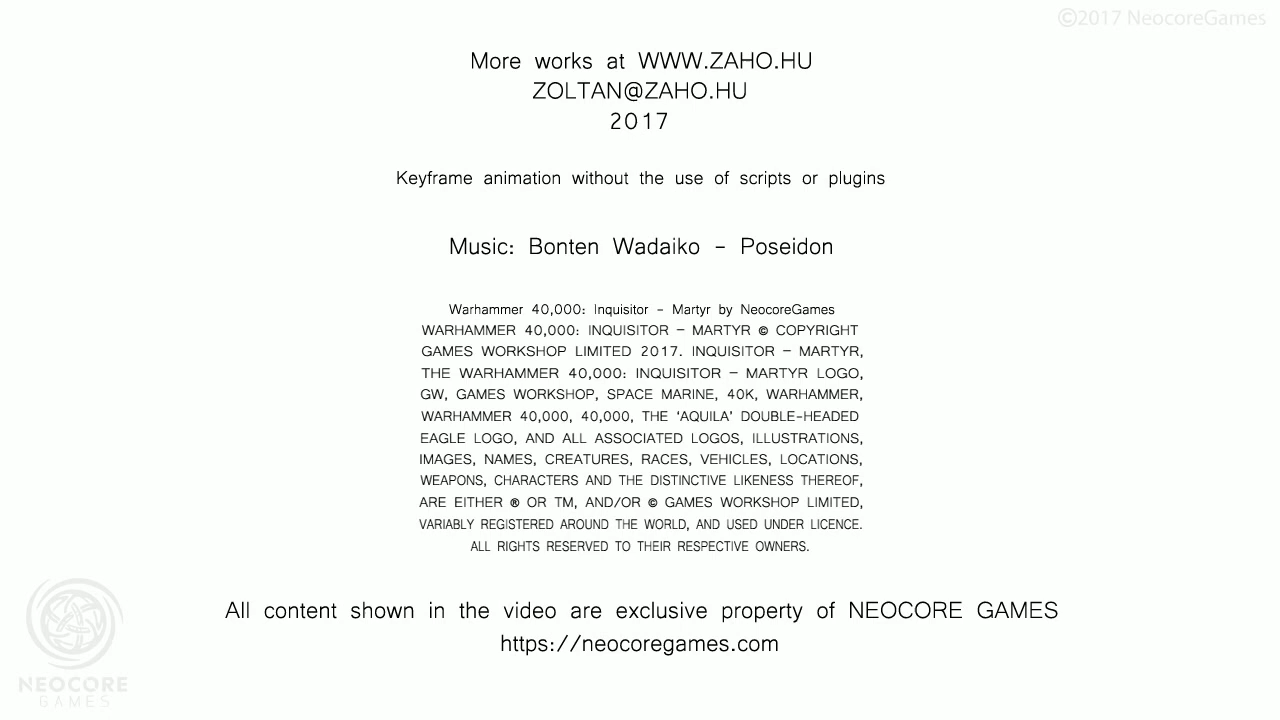 ©2017 NeocoreGames
More works at WWW.ZAHO.HU
ZOLTAN@ZAHO.HU
2017
Keyframe animation without the use of scripts or plugins
Music: Bonten Wadaiko - Poseidon
Warhammer 40,000: Inquisitor - Martyr by NeocoreGames
WARHAMMER 40,000: INQUISITOR – MARTYR © COPYRIGHT
GAMES WORKSHOP LIMITED 2017. INQUISITOR – MARTYR,
THE WARHAMMER 40,000: INQUISITOR – MARTYR LOGO,
GW, GAMES WORKSHOP, SPACE MARINE, 40K, WARHAMMER,
WARHAMMER 40,000, 40,000, THE ‘AQUILA’ DOUBLE-HEADED
EAGLE LOGO, AND ALL ASSOCIATED LOGOS, ILLUSTRATIONS,
IMAGES, NAMES, CREATURES, RACES, VEHICLES, LOCATIONS,
WEAPONS, CHARACTERS AND THE DISTINCTIVE LIKENESS THEREOF,
ARE EITHER ® OR TM, AND/OR © GAMES WORKSHOP LIMITED,
VARIABLY REGISTERED AROUND THE WORLD, AND USED UNDER LICENCE.
ALL RIGHTS RESERVED TO THEIR RESPECTIVE OWNERS.
All content shown in the video are exclusive property of NEOCORE GAMES
https://neocoregames.com
NEOCORE
GAMES